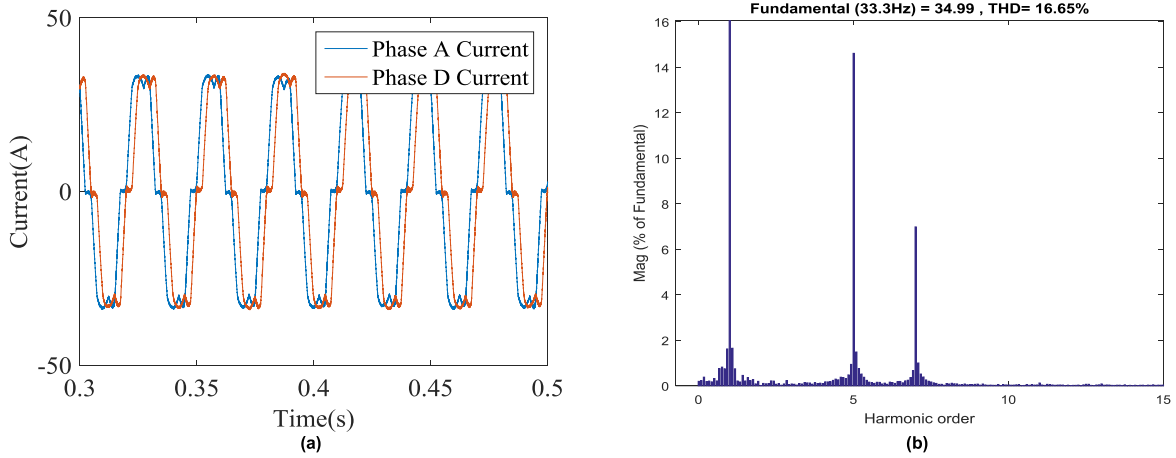 50
0
-50
Current(A)
Phase A Current
Phase D Current
0.3 0.35 0.4 0.45 0.5
Time(s)
(a)
Fundamental (33.3Hz) = 34.99 , THD= 16.65%
16
14
12
10
8
6
4
2
0
Mag (% of Fundamental)
0 5 10 15
Harmonic order
(b)